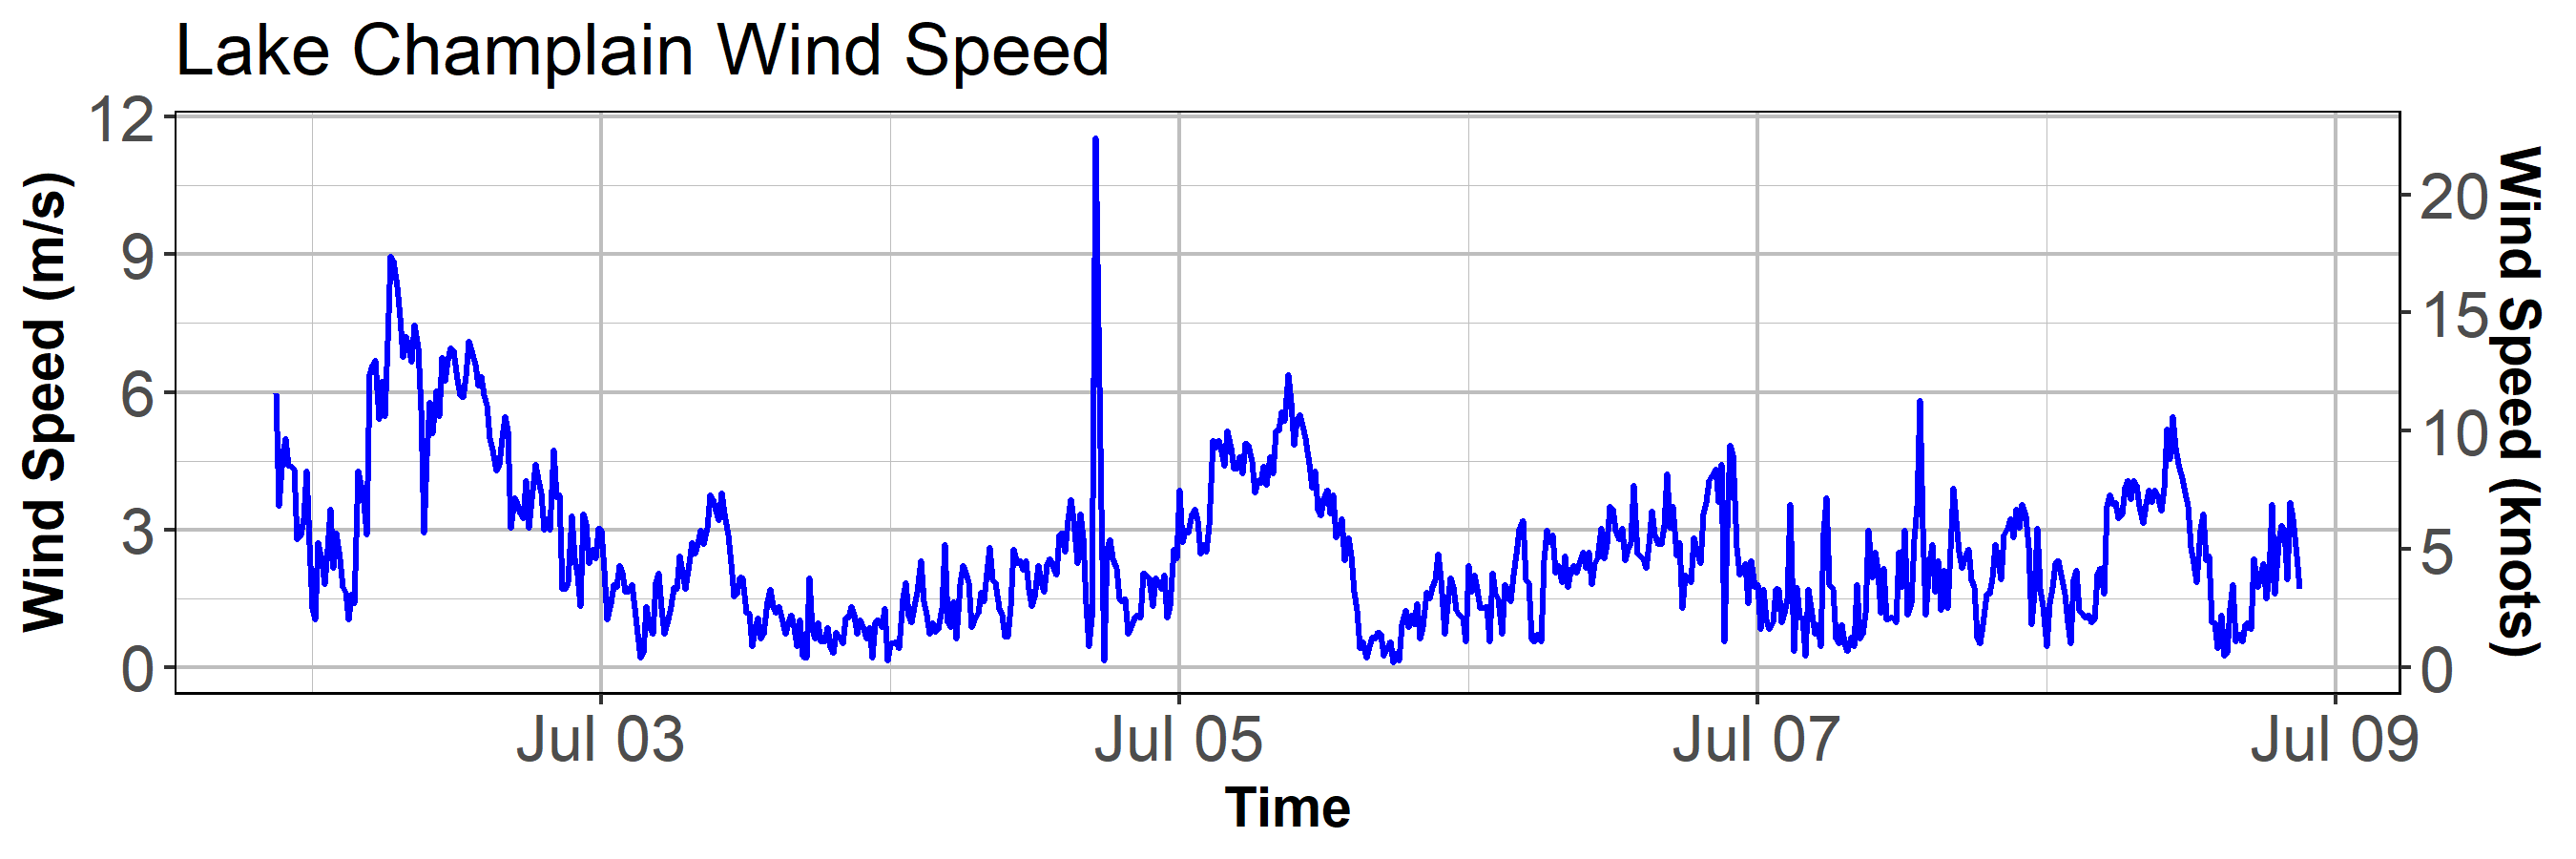 Lake Champlain Wind Speed
Wind Speed (m/s)
12
9
6
3
0
20
15
10
5
0
Wind Speed (knots)
Jul 03
Jul 05
Jul 07
Jul 09
Time